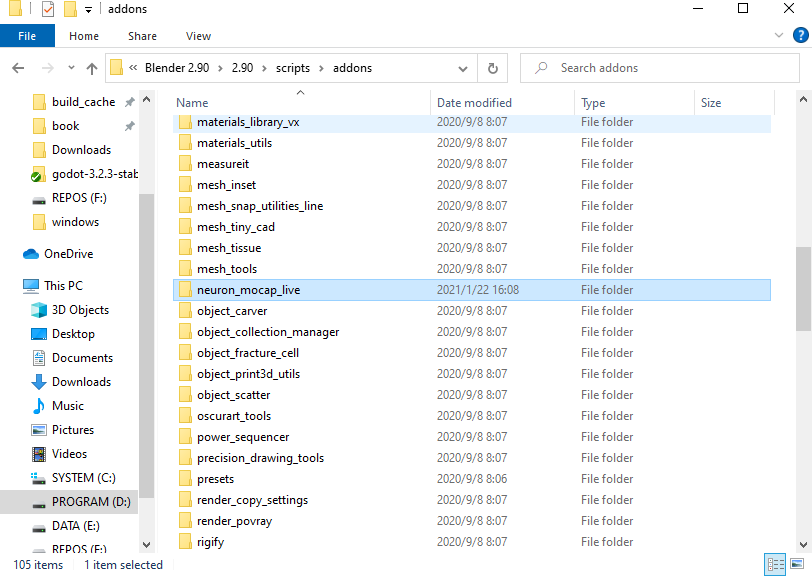 addons
File Home Share View
« Blender 2.90 › 2.90 › scripts › addons
Search addons
build_cache
book
Downloads
godot-3.2.3-stab
REPOS (F:)
windows
OneDrive
This PC
3D Objects
Desktop
Documents
Downloads
Music
Pictures
Videos
SYSTEM (C:)
PROGRAM (D:)
DATA (E:)
REPOS (F:)
Name Date modified Type Size
materials_library_vx 2020/9/8 8:07 File folder
materials_utils 2020/9/8 8:07 File folder
measureit 2020/9/8 8:07 File folder
mesh_inset 2020/9/8 8:07 File folder
mesh_snap_utilities_line 2020/9/8 8:07 File folder
mesh_tiny_cad 2020/9/8 8:07 File folder
mesh_tissue 2020/9/8 8:07 File folder
mesh_tools 2020/9/8 8:07 File folder
neuron_mocap_live 2021/1/22 16:08 File folder
object_carver 2020/9/8 8:07 File folder
object_collection_manager 2020/9/8 8:07 File folder
object_fracture_cell 2020/9/8 8:07 File folder
object_print3d_utils 2020/9/8 8:07 File folder
object_scatter 2020/9/8 8:07 File folder
oscurart_tools 2020/9/8 8:07 File folder
power_sequencer 2020/9/8 8:07 File folder
precision_drawing_tools 2020/9/8 8:07 File folder
presets 2020/9/8 8:06 File folder
render_copy_settings 2020/9/8 8:07 File folder
render_povray 2020/9/8 8:07 File folder
rigify 2020/9/8 8:07 File folder
105 items 1 item selected